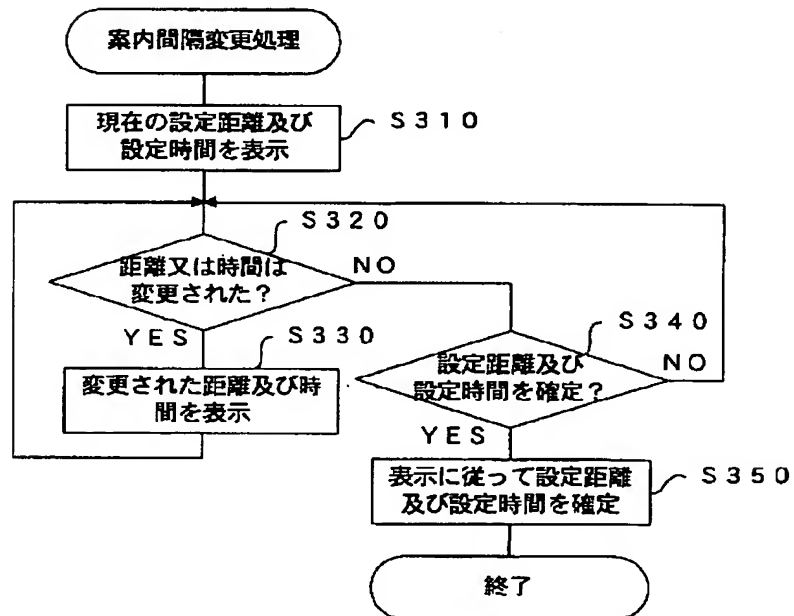 案内間隔変更処理
現在の設定距離及び
設定時間を表示
S310
S320
距離又は時間は
変更された？
NO
YES
S330
変更された距離及び時
間を表示
S340
設定距離及び
設定時間を確定？
NO
YES
表示に従って設定距離
及び設定時間を確定
S350
終了